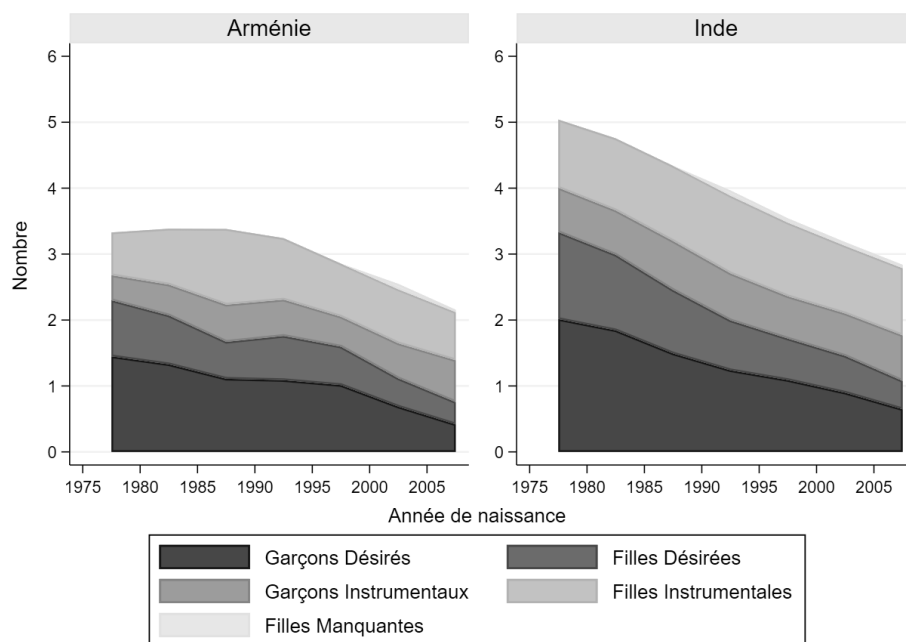 Arménie
Inde
Nombre
6
5
4
3
2
1
0
6
5
4
3
2
1
0
1975 1980 1985 1990 1995 2000 2005
1975 1980 1985 1990 1995 2000 2005
Année de naissance
Garçons Désirés
Filles Désirées
Garçons Instrumentaux
Filles Instrumentales
Filles Manquantes